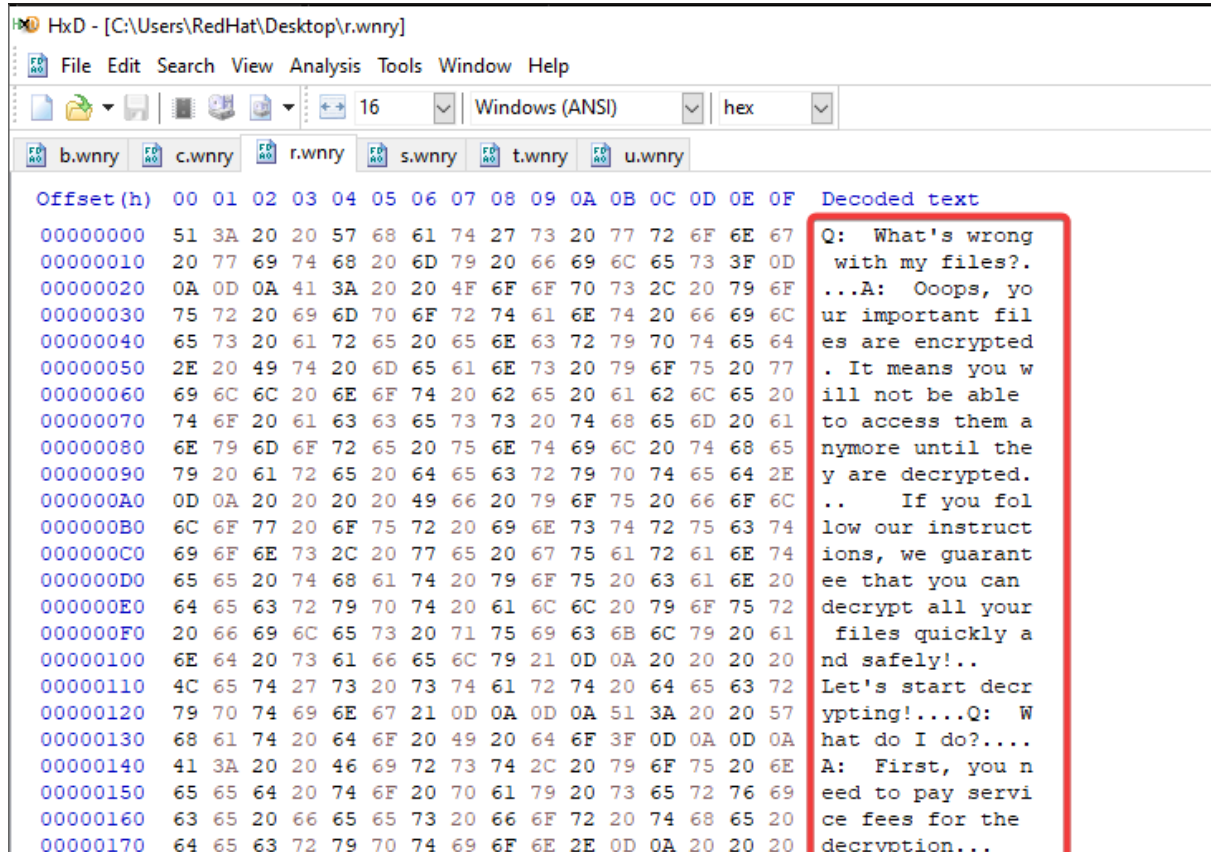 HxD - [C:\Users\RedHat\Desktop\r.wnry]
File Edit Search View Analysis Tools Window Help
16 Windows (ANSI) hex
b.wnry c.wnry r.wnry s.wnry t.wnry u.wnry
Offset(h) 00 01 02 03 04 05 06 07 08 09 0A 0B 0C 0D 0E 0F Decoded text
00000000 51 3A 20 20 57 68 61 74 27 73 20 77 72 6F 6E 67 Q:  What's wrong
00000010 20 77 69 74 68 20 6D 79 20 66 69 6C 65 73 3F 0D  with my files?.
00000020 0A 0D 0A 41 3A 20 20 4F 6F 6F 70 73 2C 20 79 6F ...A:  Ooops, yo
00000030 75 72 20 69 6D 70 6F 72 74 61 6E 74 20 66 69 6C ur important fil
00000040 65 73 20 61 72 65 20 65 6E 63 72 79 70 74 65 64 es are encrypted
00000050 2E 20 49 74 20 6D 65 61 6E 73 20 79 6F 75 20 77 . It means you w
00000060 69 6C 6C 20 6E 6F 74 20 62 65 20 61 62 6C 65 20 ill not be able
00000070 74 6F 20 61 63 63 65 73 73 20 74 68 65 6D 20 61 to access them a
00000080 6E 79 6D 6F 72 65 20 75 6E 74 69 6C 20 74 68 65 nymore until the
00000090 79 20 61 72 65 20 64 65 63 72 79 70 74 65 64 2E y are decrypted.
000000A0 0D 0A 20 20 20 20 49 66 20 79 6F 75 20 66 6F 6C ..    If you fol
000000B0 6C 6F 77 20 6F 75 72 20 69 6E 73 74 72 75 63 74 low our instruct
000000C0 69 6F 6E 73 2C 20 77 65 20 67 75 61 72 61 6E 74 ions, we guarant
000000D0 65 65 20 74 68 61 74 20 79 6F 75 20 63 61 6E 20 ee that you can
000000E0 64 65 63 72 79 70 74 20 61 6C 6C 20 79 6F 75 72 decrypt all your
000000F0 20 66 69 6C 65 73 20 71 75 69 63 6B 6C 79 20 61  files quickly a
00000100 6E 64 20 73 61 66 65 6C 79 21 0D 0A 20 20 20 20 nd safely!..
00000110 4C 65 74 27 73 20 73 74 61 72 74 20 64 65 63 72 Let's start decr
00000120 79 70 74 69 6E 67 21 0D 0A 0D 0A 51 3A 20 20 57 ypting!....Q:  W
00000130 68 61 74 20 64 6F 20 49 20 64 6F 3F 0D 0A 0D 0A hat do I do?....
00000140 41 3A 20 20 46 69 72 73 74 2C 20 79 6F 75 20 6E A:  First, you n
00000150 65 65 64 20 74 6F 20 70 61 79 20 73 65 72 76 69 eed to pay servi
00000160 63 65 20 66 65 65 73 20 66 6F 72 20 74 68 65 20 ce fees for the
00000170 64 65 63 72 79 70 74 69 6F 6E 2E 0D 0A 20 20 20 decryption...